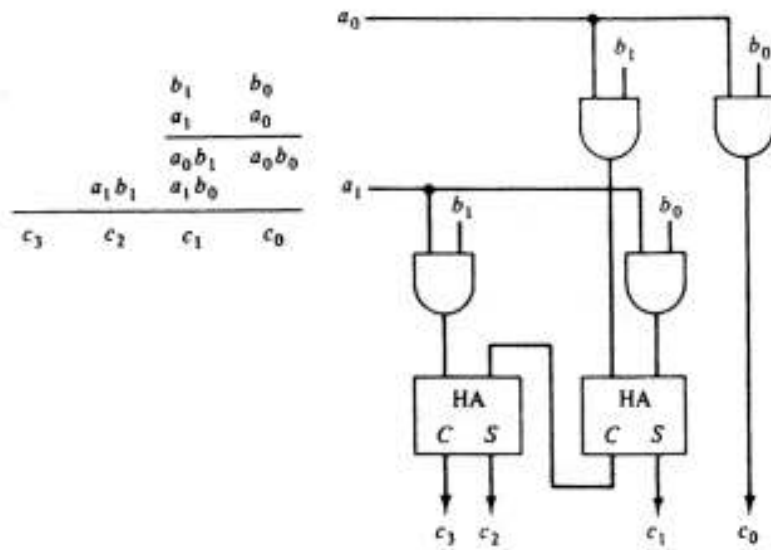 b₁ b₀
a₁ a₀
a₀b₁ a₀b₀
a₁b₁ a₁b₀
c₃ c₂ c₁ c₀
a₀
b₁ b₀
a₁
b₁ b₀
HA HA
C S C S
c₃ c₂ c₁ c₀